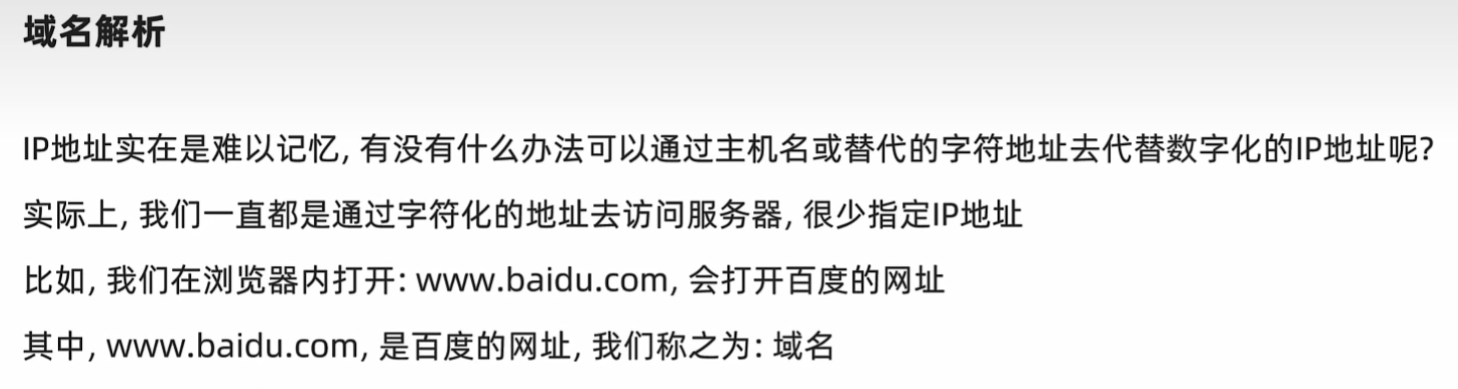 域名解析
IP地址实在是难以记忆, 有没有什么办法可以通过主机名或替代的字符地址去代替数字化的IP地址呢?
实际上, 我们一直都是通过字符化的地址去访问服务器, 很少指定IP地址
比如, 我们在浏览器内打开: www.baidu.com, 会打开百度的网址
其中, www.baidu.com, 是百度的网址, 我们称之为: 域名